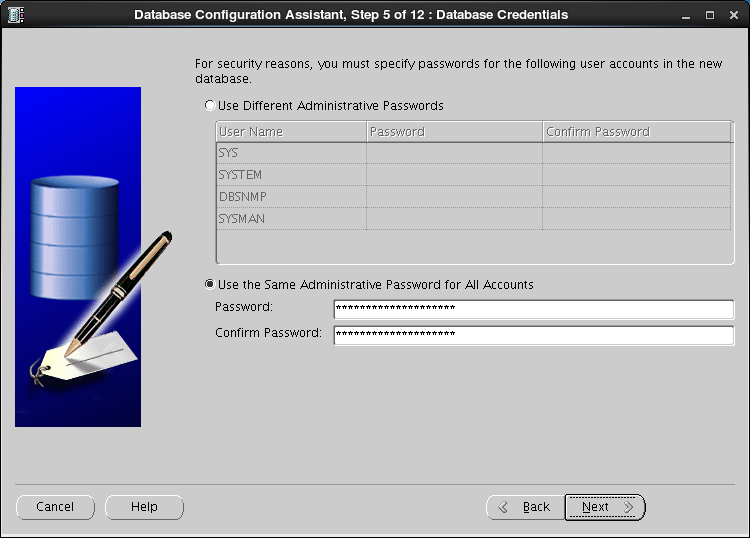 Database Configuration Assistant, Step 5 of 12 : Database Credentials
For security reasons, you must specify passwords for the following user accounts in the new
database.
Use Different Administrative Passwords
User Name Password Confirm Password
SYS
SYSTEM
DBSNMP
SYSMAN
Use the Same Administrative Password for All Accounts
Password: ********************
Confirm Password: ********************
Cancel Help Back Next